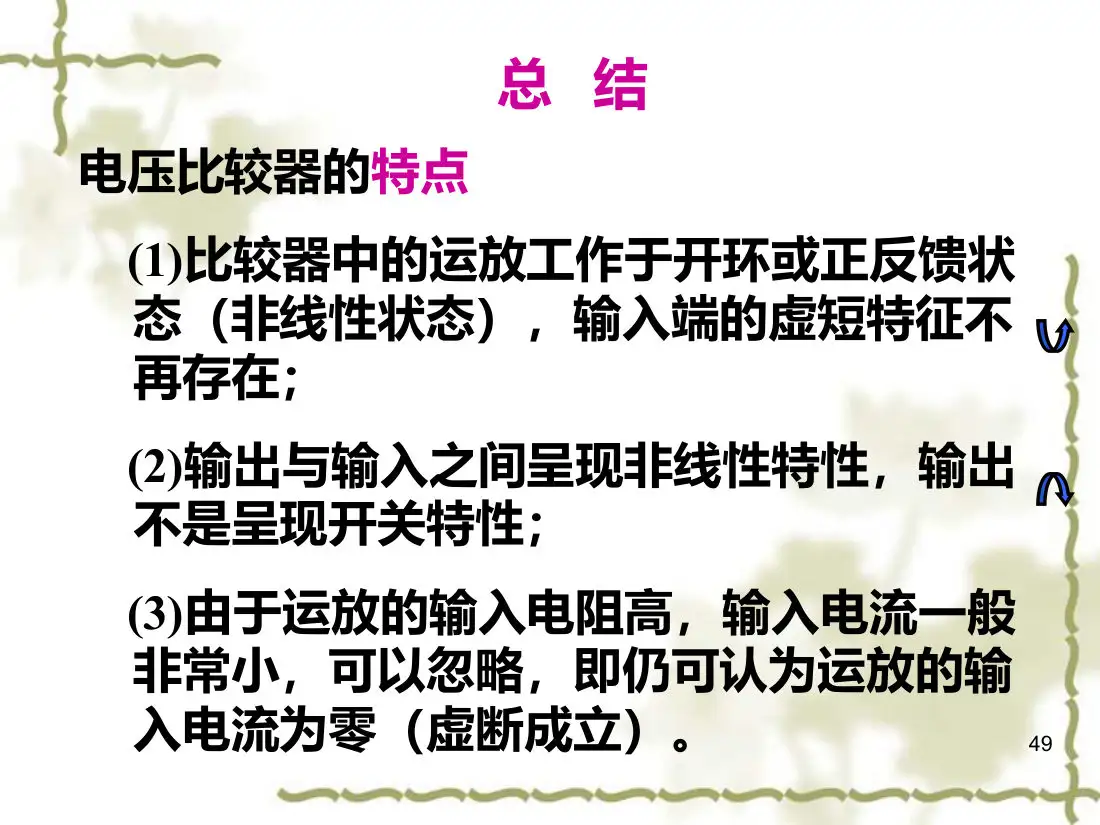 总 结
电压比较器的特点
(1)比较器中的运放工作于开环或正反馈状
态（非线性状态），输入端的虚短特征不
再存在；
(2)输出与输入之间呈现非线性特性，输出
不是呈现开关特性；
(3)由于运放的输入电阻高，输入电流一般
非常小，可以忽略，即仍可认为运放的输
入电流为零（虚断成立）。
49